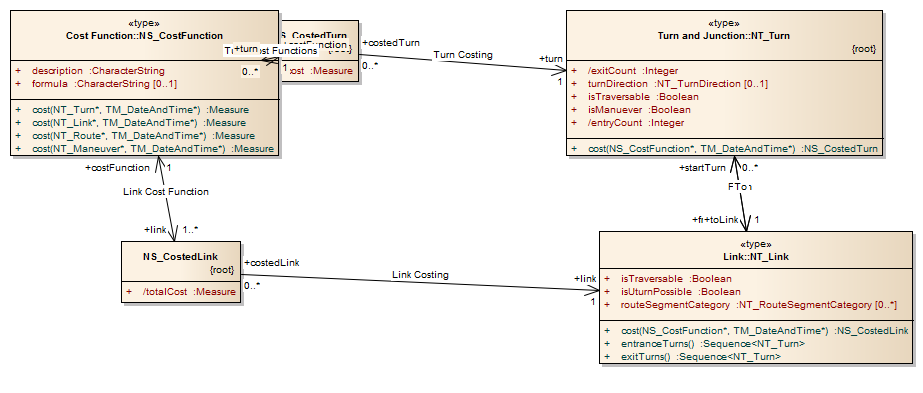 «type»
Cost Function::NS_CostFunction
+ description :CharacterString
+ formula :CharacterString [0..1]
+ cost(NT_Turn*, TM_DateAndTime*) :Measure
+ cost(NT_Link*, TM_DateAndTime*) :Measure
+ cost(NT_Route*, TM_DateAndTime*) :Measure
+ cost(NT_Maneuver*, TM_DateAndTime*) :Measure
S_CostedTurn
cost :Measure
+turn
Cost Functions
0..*
1
+costedTurn
0..*
Turn Costing
+turn
1
«type»
Turn and Junction::NT_Turn
{root}
+ /exitCount :Integer
+ turnDirection :NT_TurnDirection [0..1]
+ isTraversable :Boolean
+ isManuever :Boolean
+ /entryCount :Integer
+ cost(NS_CostFunction*, TM_DateAndTime*) :NS_CostedTurn
+costFunction
1
Link Cost Function
+link
1..*
+startTurn
0..*
+toLink
1
NS_CostedLink
{root}
+ /totalCost :Measure
+costedLink
0..*
Link Costing
+link
1
«type»
Link::NT_Link
+ isTraversable :Boolean
+ isUturnPossible :Boolean
+ routeSegmentCategory :NT_RouteSegmentCategory [0..*]
+ cost(NS_CostFunction*, TM_DateAndTime*) :NS_CostedLink
+ entranceTurns() :Sequence<NT_Turn>
+ exitTurns() :Sequence<NT_Turn>